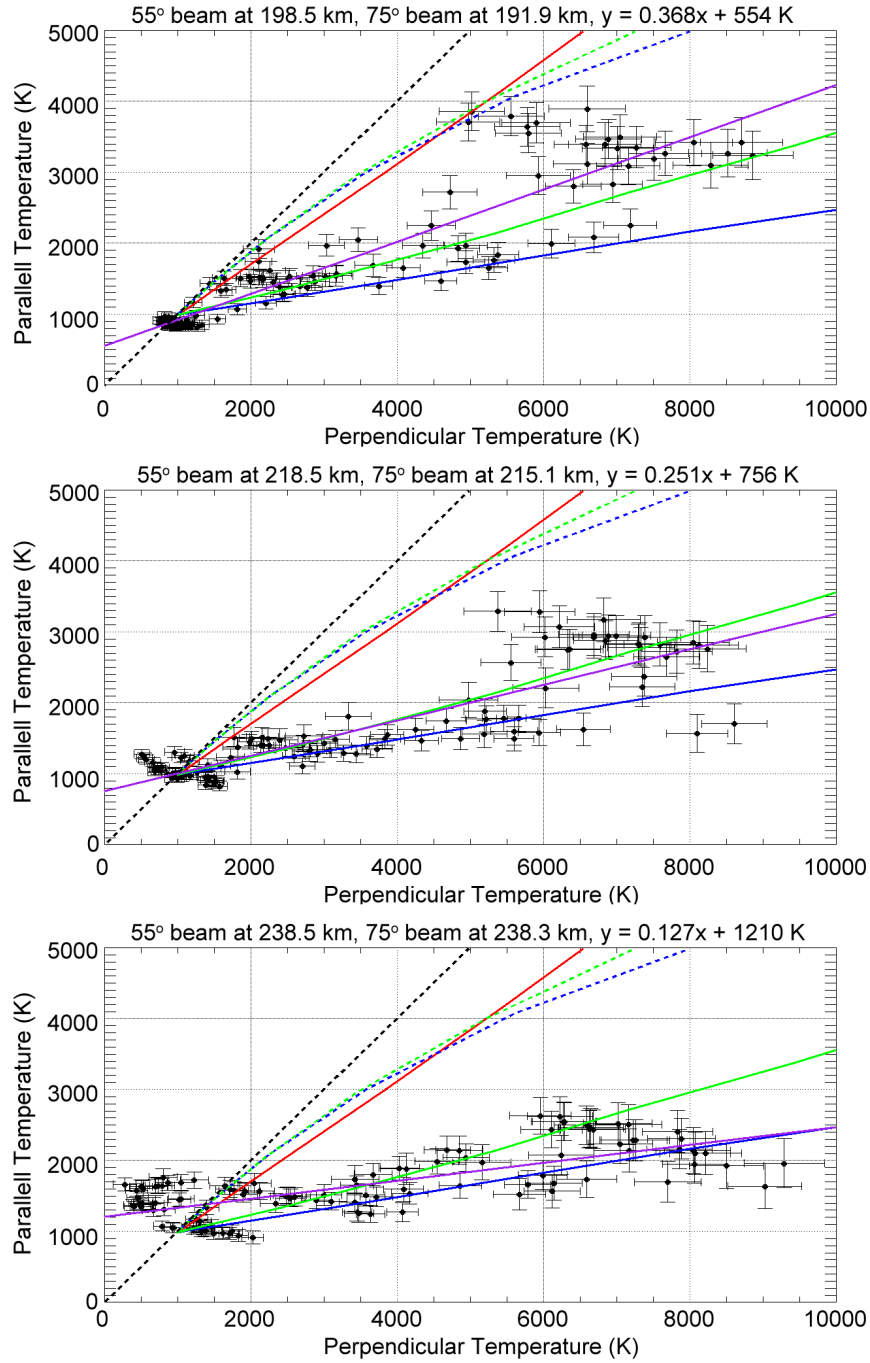 55° beam at 198.5 km, 75° beam at 191.9 km, y = 0.368x + 554 K
5000
4000
3000
2000
1000
0
Parallell Temperature (K)
0 2000 4000 6000 8000 10000
Perpendicular Temperature (K)
55° beam at 218.5 km, 75° beam at 215.1 km, y = 0.251x + 756 K
5000
4000
3000
2000
1000
0
Parallell Temperature (K)
0 2000 4000 6000 8000 10000
Perpendicular Temperature (K)
55° beam at 238.5 km, 75° beam at 238.3 km, y = 0.127x + 1210 K
5000
4000
3000
2000
1000
0
Parallell Temperature (K)
0 2000 4000 6000 8000 10000
Perpendicular Temperature (K)